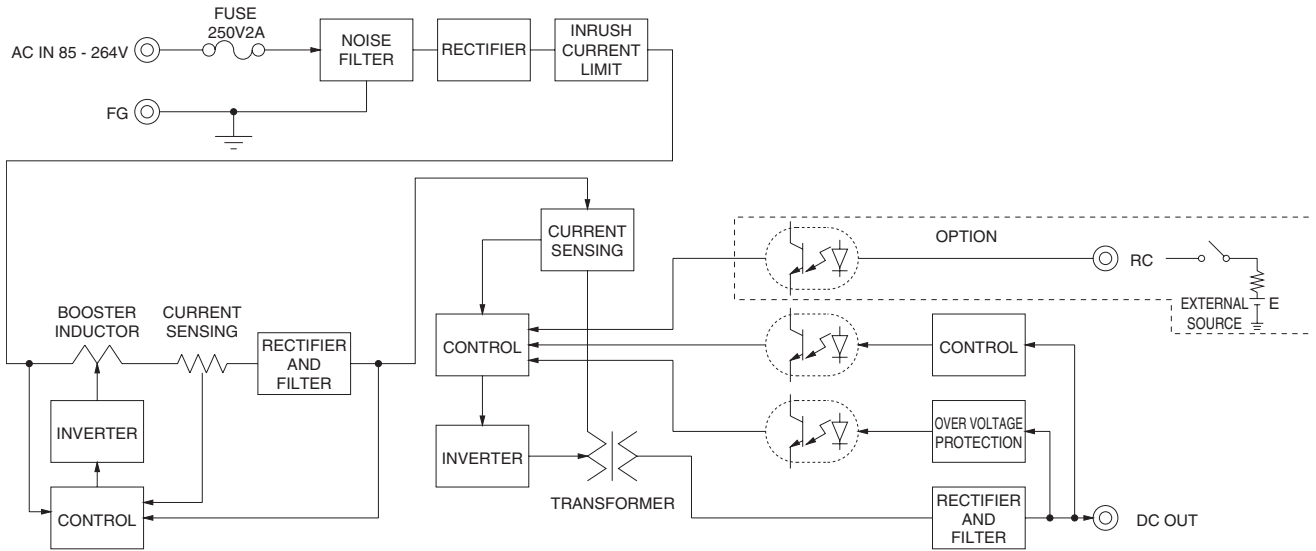 FUSE
250V2A
AC IN 85 - 264V
NOISE
FILTER
RECTIFIER
INRUSH
CURRENT
LIMIT
FG
CURRENT
SENSING
OPTION
RC
EXTERNAL
SOURCE
E
BOOSTER
INDUCTOR
CURRENT
SENSING
RECTIFIER
AND
FILTER
CONTROL
CONTROL
INVERTER
INVERTER
OVER VOLTAGE
PROTECTION
TRANSFORMER
CONTROL
RECTIFIER
AND
FILTER
DC OUT